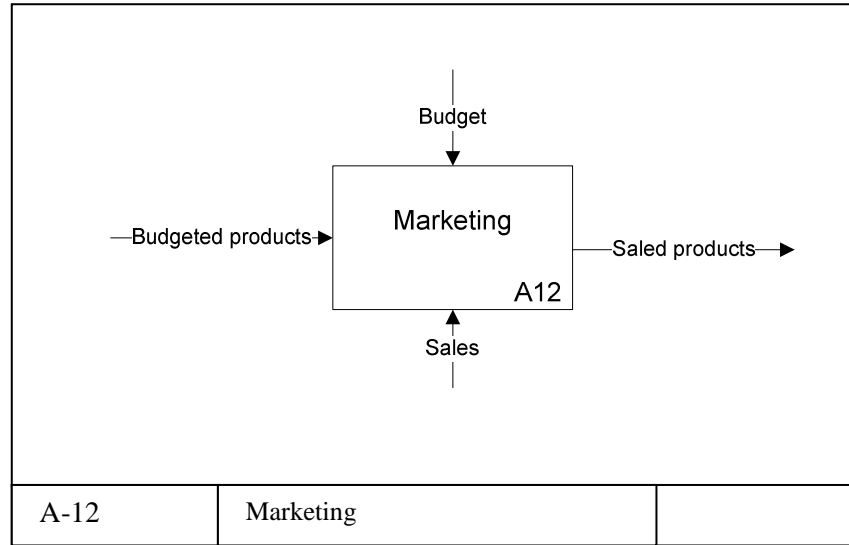 Budget
Marketing
Budgeted products
Saled products
A12
Sales
A-12
Marketing